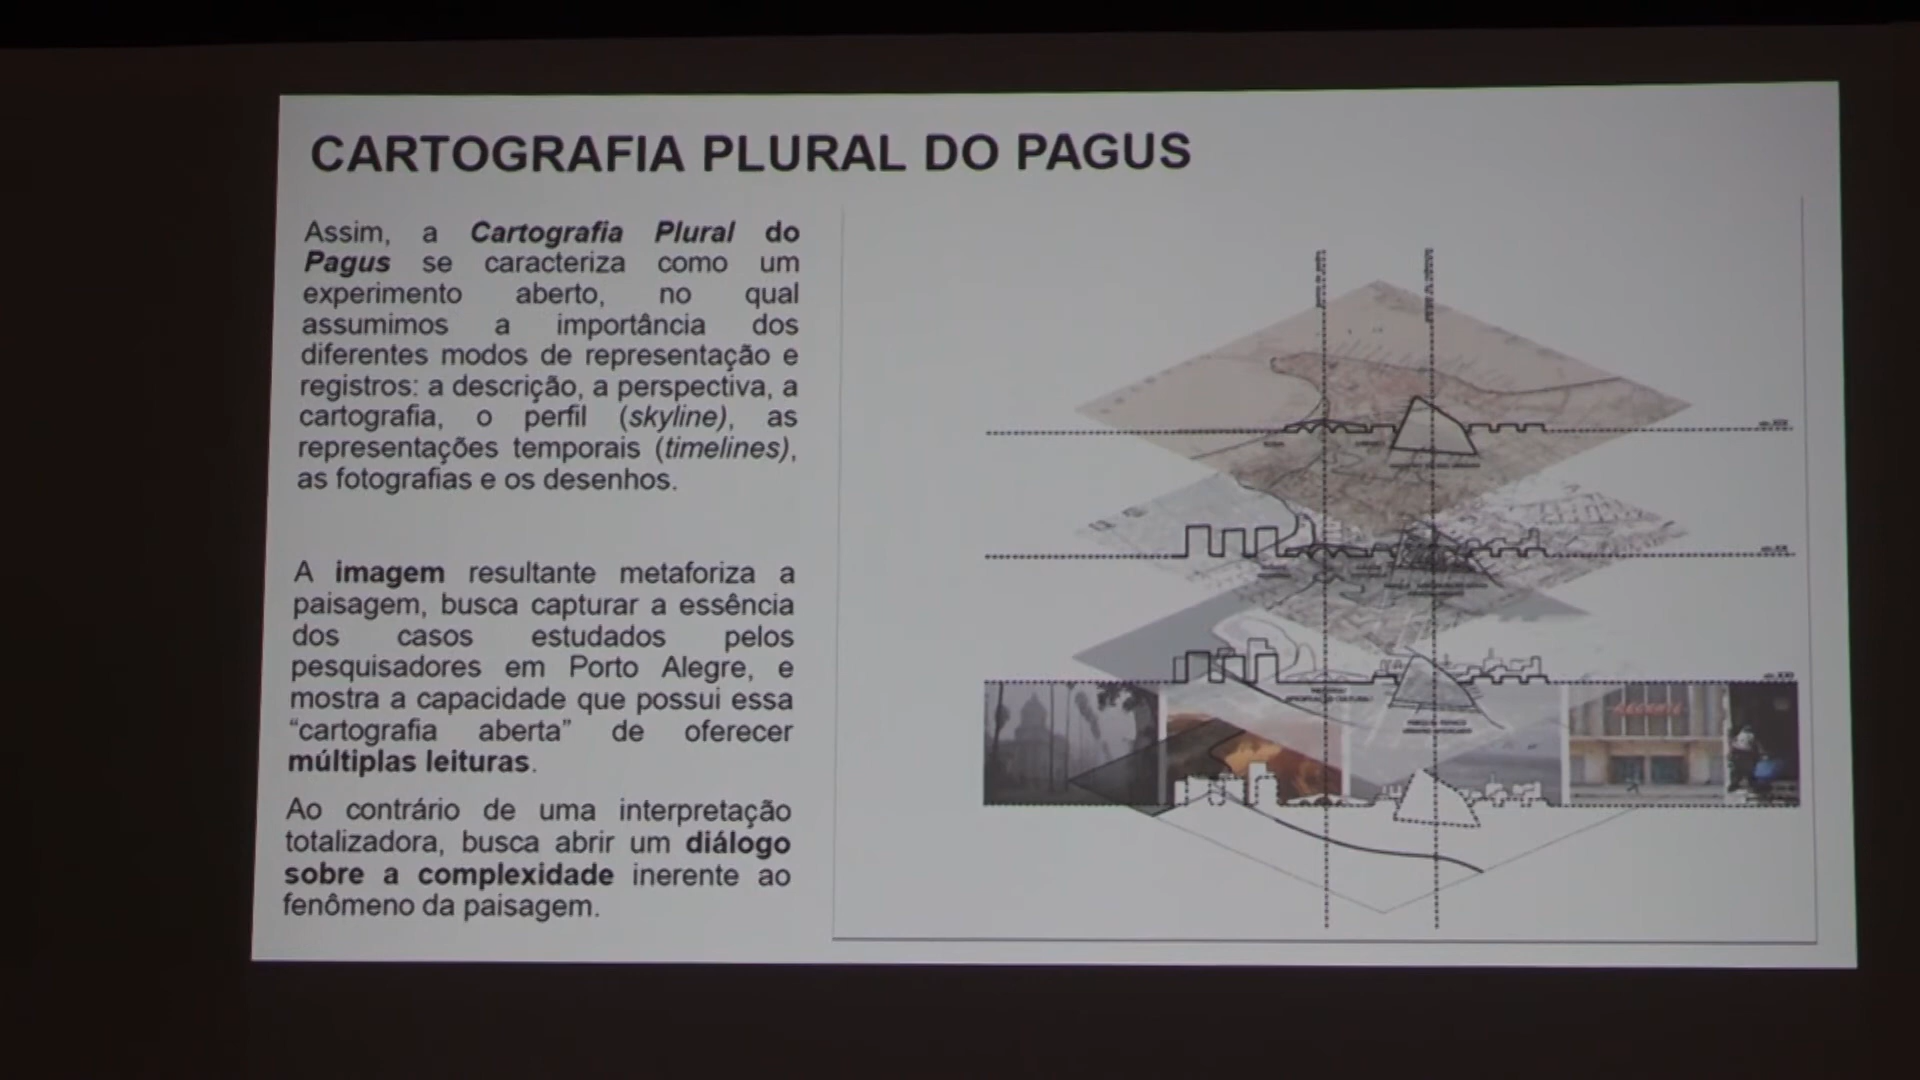 CARTOGRAFIA PLURAL DO PAGUS
Assim, a Cartografia Plural do
Pagus se caracteriza como um
experimento aberto, no qual
assumimos a importância dos
diferentes modos de representação e
registros: a descrição, a perspectiva, a
cartografia, o perfil (skyline), as
representações temporais (timelines),
as fotografias e os desenhos.
A imagem resultante metaforiza a
paisagem, busca capturar a essência
dos casos estudados pelos
pesquisadores em Porto Alegre, e
mostra a capacidade que possui essa
“cartografia aberta” de oferecer
múltiplas leituras.
Ao contrário de uma interpretação
totalizadora, busca abrir um diálogo
sobre a complexidade inerente ao
fenômeno da paisagem.